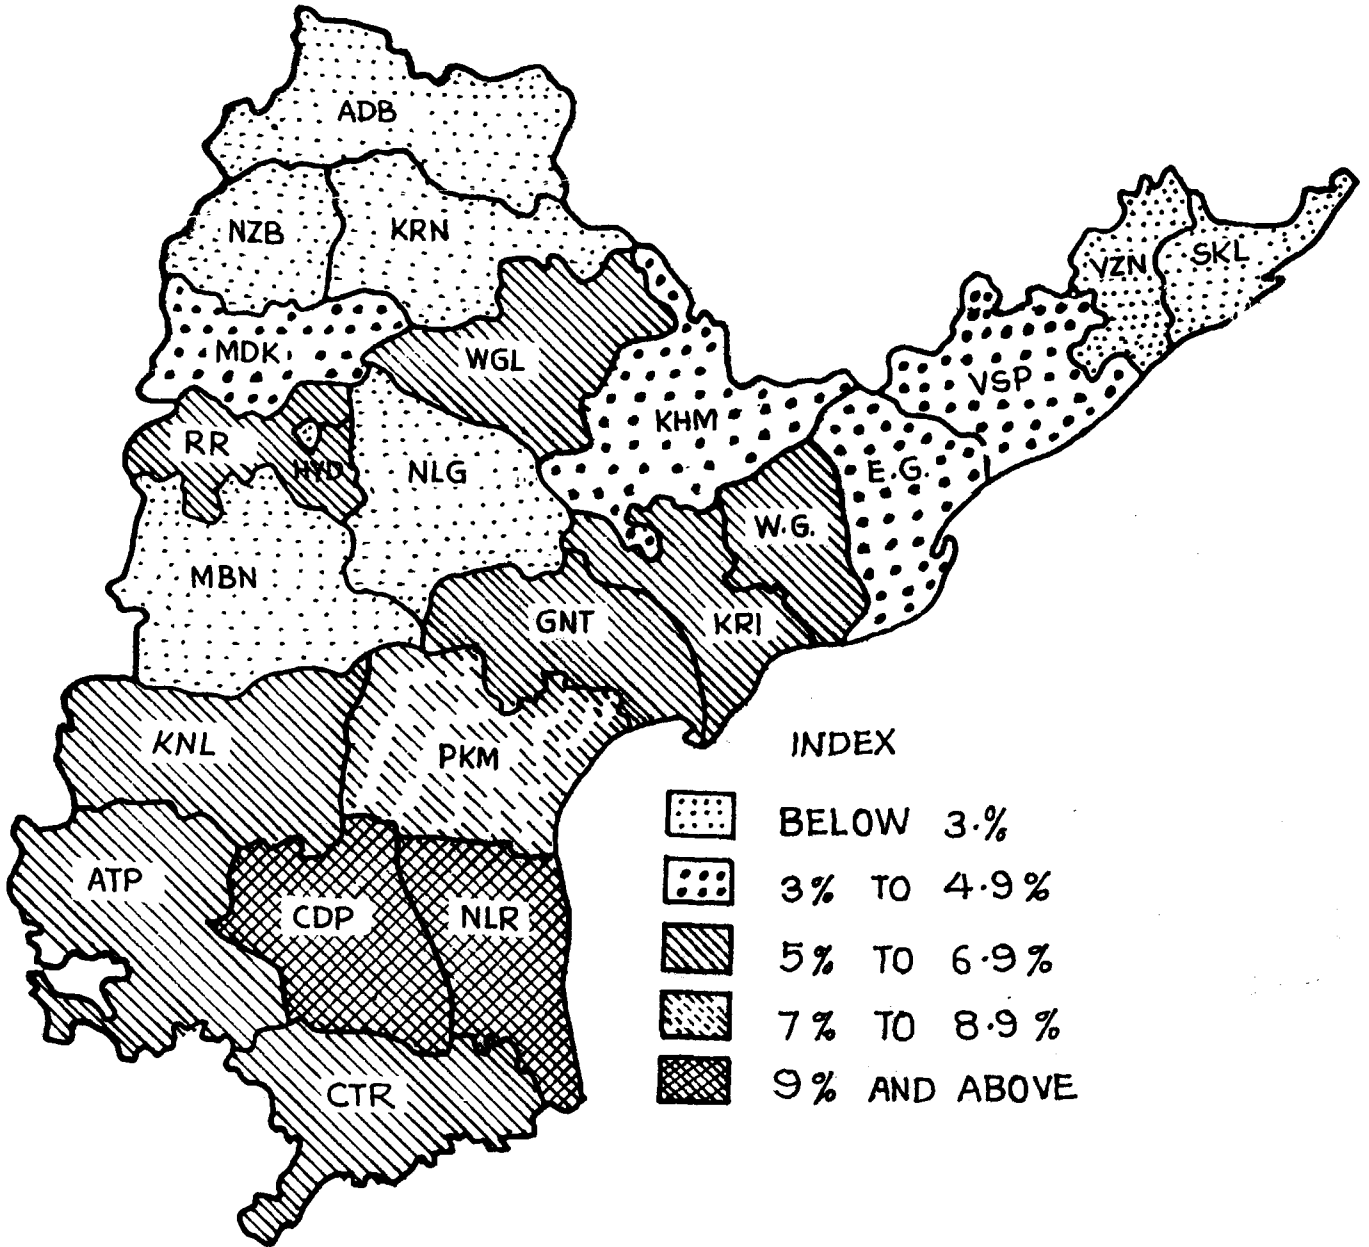 ADB
NZB
KRN
VZN
SKL
MDK
WGL
VSP
KHM
RR
HYD
NLG
E.G.
W.G.
MBN
GNT
KRI
KNL
PKM
INDEX
BELOW 3.%
ATP
3% TO 4.9%
CDP
NLR
5% TO 6.9%
7% TO 8.9%
CTR
9% AND ABOVE